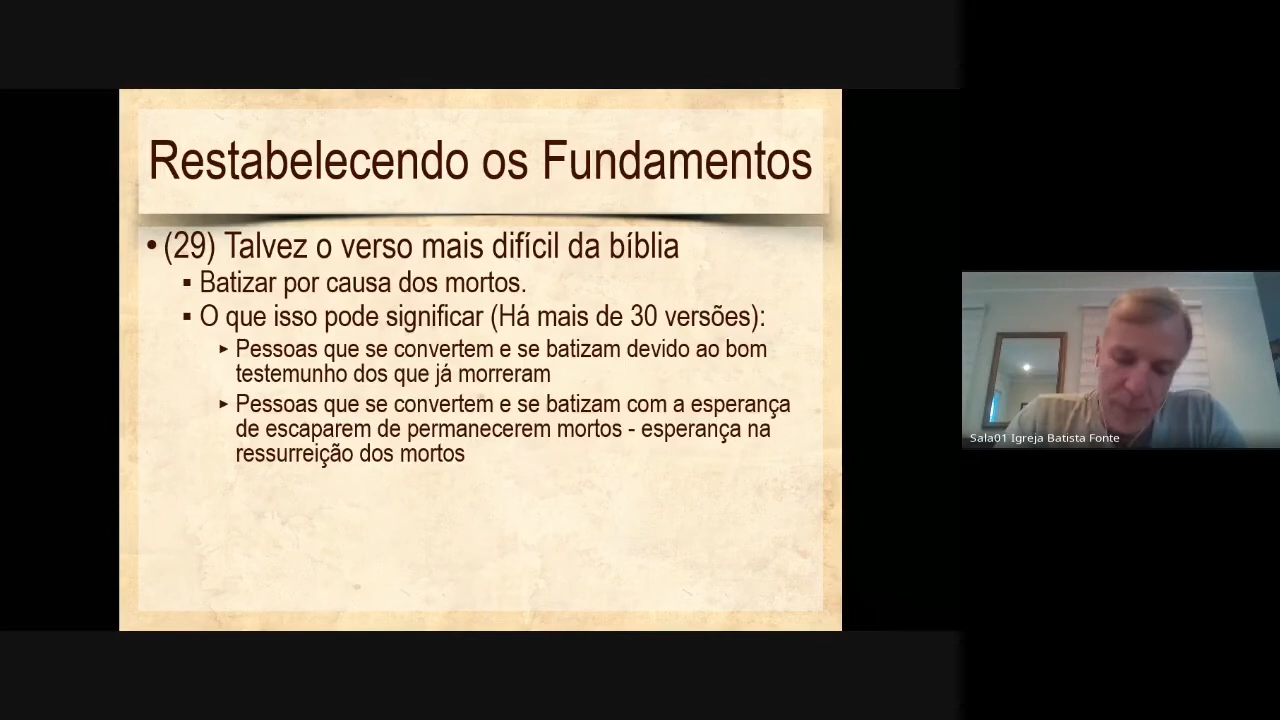 Restabelecendo os Fundamentos
• (29) Talvez o verso mais difícil da bíblia
▪ Batizar por causa dos mortos.
▪ O que isso pode significar (Há mais de 30 versões):
▸ Pessoas que se convertem e se batizam devido ao bom
testemunho dos que já morreram
▸ Pessoas que se convertem e se batizam com a esperança
de escaparem de permanecerem mortos - esperança na
ressurreição dos mortos
Sala01 Igreja Batista Fonte